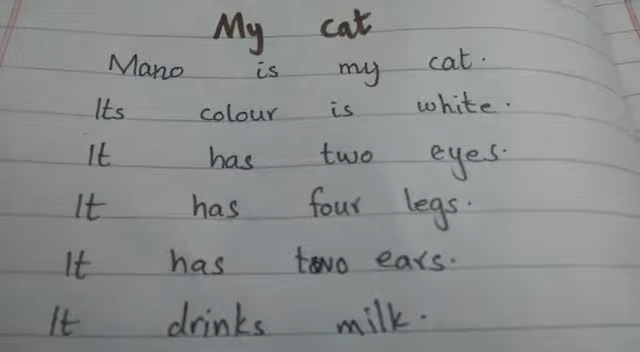 My cat
Mano is my cat.
Its colour is white.
It has two eyes.
It has four legs.
It has two ears.
It drinks milk.